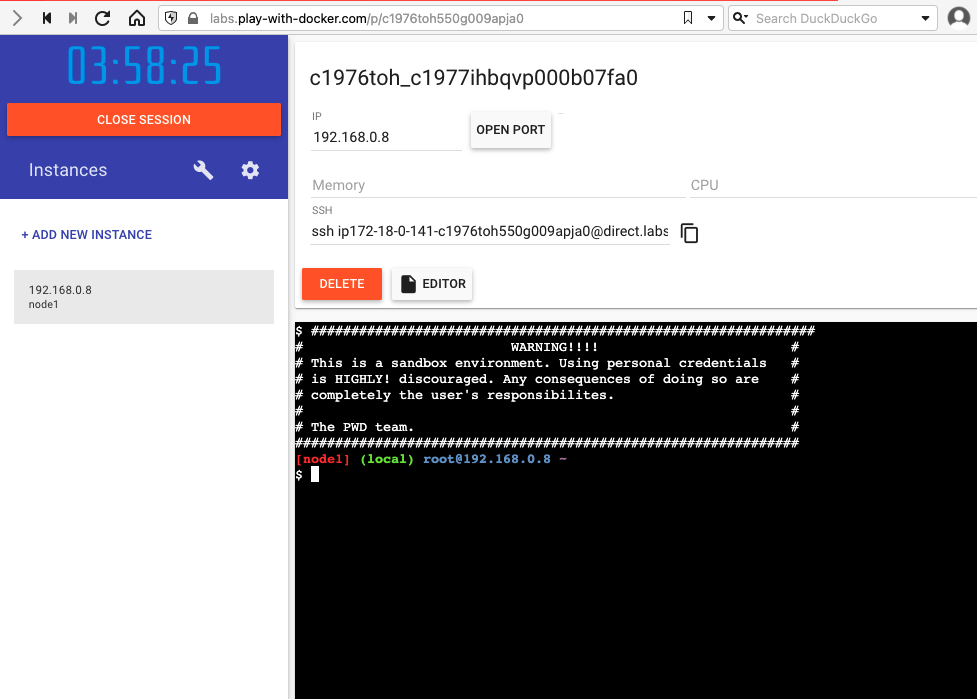 labs.play-with-docker.com/p/c1976toh550g009apja0
Search DuckDuckGo
03:58:25
CLOSE SESSION
Instances
+ ADD NEW INSTANCE
192.168.0.8
node1
c1976toh_c1977ihbqvp000b07fa0
IP
192.168.0.8
OPEN PORT
Memory
CPU
SSH
ssh ip172-18-0-141-c1976toh550g009apja0@direct.labs
DELETE
EDITOR
$ ###############################################################
# WARNING!!!! #
# This is a sandbox environment. Using personal credentials #
# is HIGHLY! discouraged. Any consequences of doing so are #
# completely the user's responsibilites. #
# #
# The PWD team. #
###############################################################
[node1] (local) root@192.168.0.8 ~
$